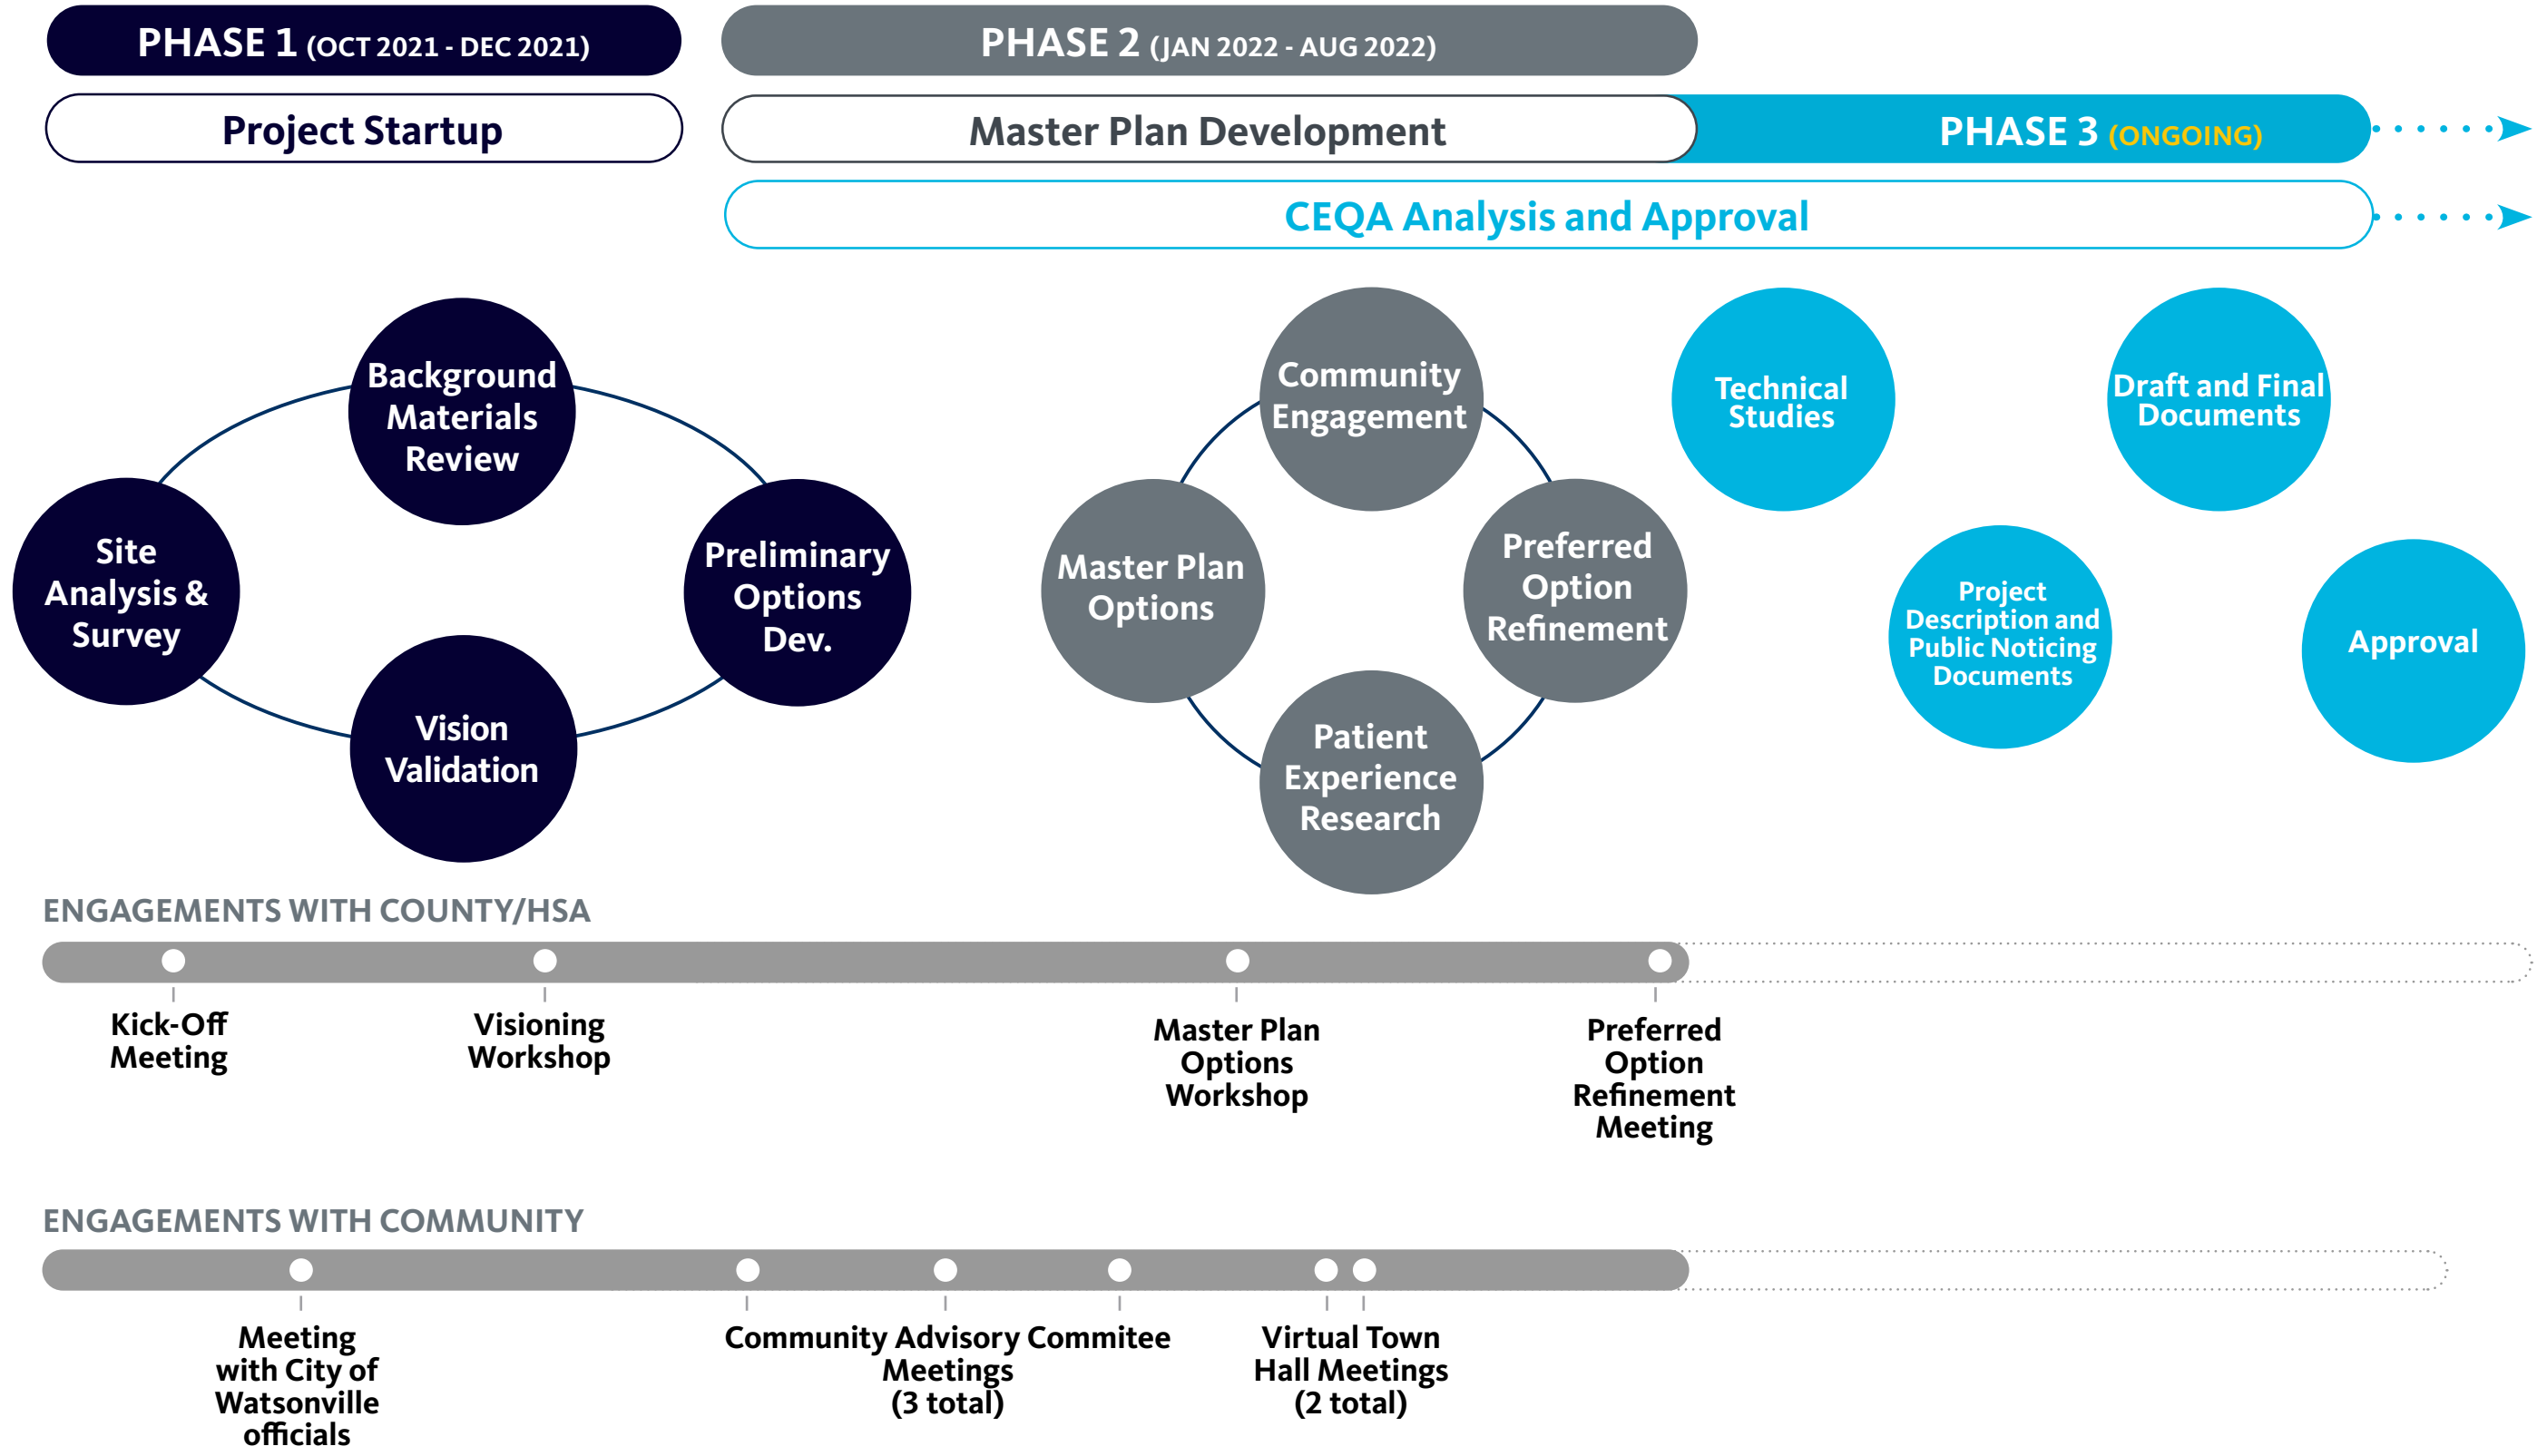 PHASE 1 (OCT 2021 - DEC 2021)
PHASE 2 (JAN 2022 - AUG 2022)
Project Startup
Master Plan Development
PHASE 3 (ONGOING)
CEQA Analysis and Approval
Background
Materials
Review
Site
Analysis &
Survey
Preliminary
Options
Dev.
Vision
Validation
Community
Engagement
Master Plan
Options
Preferred
Option
Refinement
Patient
Experience
Research
Technical
Studies
Draft and Final
Documents
Project
Description and
Public Noticing
Documents
Approval
ENGAGEMENTS WITH COUNTY/HSA
Kick-Off
Meeting
Visioning
Workshop
Master Plan
Options
Workshop
Preferred
Option
Refinement
Meeting
ENGAGEMENTS WITH COMMUNITY
Meeting
with City of
Watsonville
officials
Community Advisory Commitee
Meetings
(3 total)
Virtual Town
Hall Meetings
(2 total)